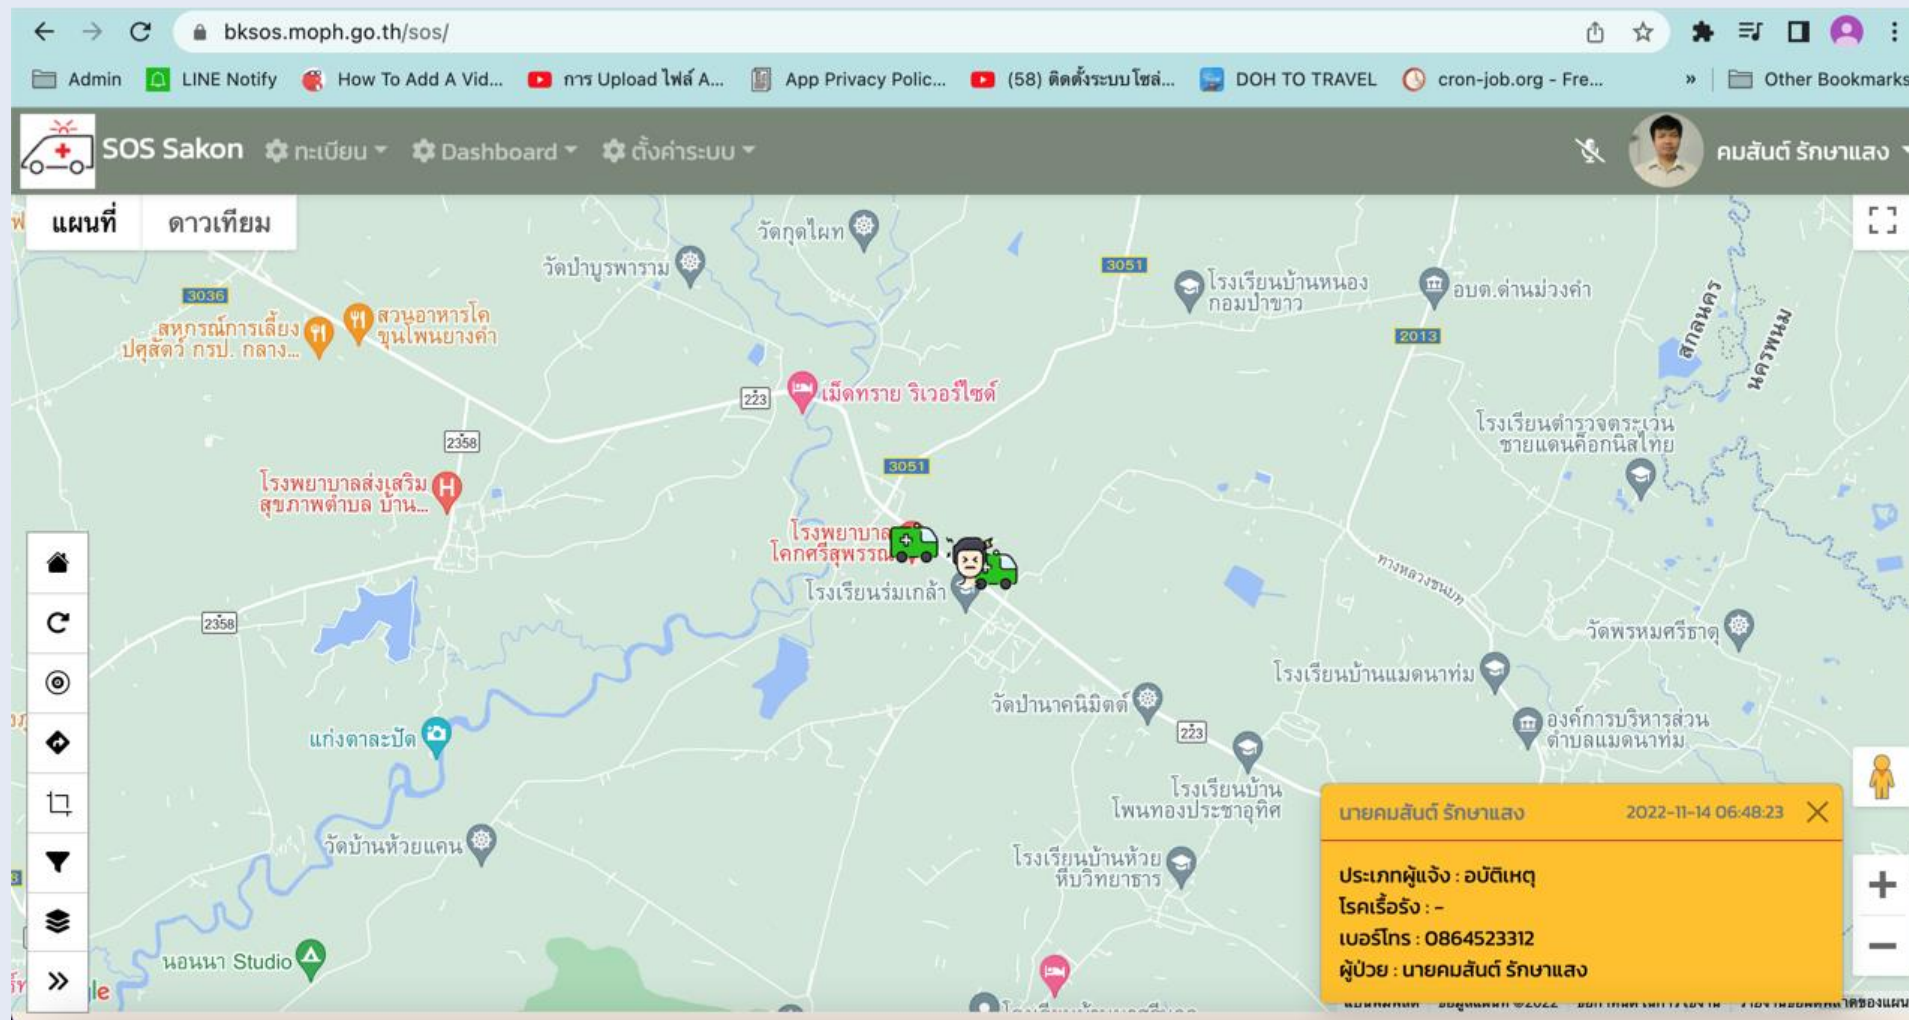 bksos.moph.go.th/sos/
Admin
LINE Notify
How To Add A Vid...
การ Upload ไฟล์ A...
App Privacy Polic...
(58) ติดตั้งระบบโซล่...
DOH TO TRAVEL
cron-job.org - Fre...
»
Other Bookmarks
SOS Sakon
ทะเบียน
Dashboard
ตั้งค่าระบบ
คมสันต์ รักษาแสง
แผนที่
ดาวเทียม
วัดกุดไผท
วัดป่าบูรพาราม
3051
โรงเรียนบ้านหนอง
กอมป่าขาว
อบต.ด่านม่วงคำ
3036
สหกรณ์การเลี้ยง
ปศุสัตว์ กรป. กลาง...
สวนอาหารโค
ขุนโพนยางคำ
2013
สกลนคร
นครพนม
223
เม็ดทราย ริเวอร์ไซด์
2358
โรงเรียนตำรวจตระเวน
ชายแดนค็อกนิสไทย
3051
โรงพยาบาลส่งเสริม
สุขภาพตำบล บ้าน...
โรงพยาบาล
โคกศรีสุพรรณ
โรงเรียนร่มเกล้า
ทางหลวงชนบท
2358
วัดพรหมศรีธาตุ
โรงเรียนบ้านแมดนาท่ม
วัดป่านาคนิมิตต์
223
องค์การบริหารส่วน
ตำบลแมดนาท่ม
แก่งตาละปัด
โรงเรียนบ้าน
โพนทองประชาอุทิศ
วัดบ้านห้วยแคน
โรงเรียนบ้านห้วย
หีบวิทยาธาร
นอนนา Studio
นายคมสันต์ รักษาแสง
2022-11-14 06:48:23
ประเภทผู้แจ้ง : อบัติเหตุ
โรคเรื้อรัง : -
เบอร์โทร : 0864523312
ผู้ป่วย : นายคมสันต์ รักษาแสง
le